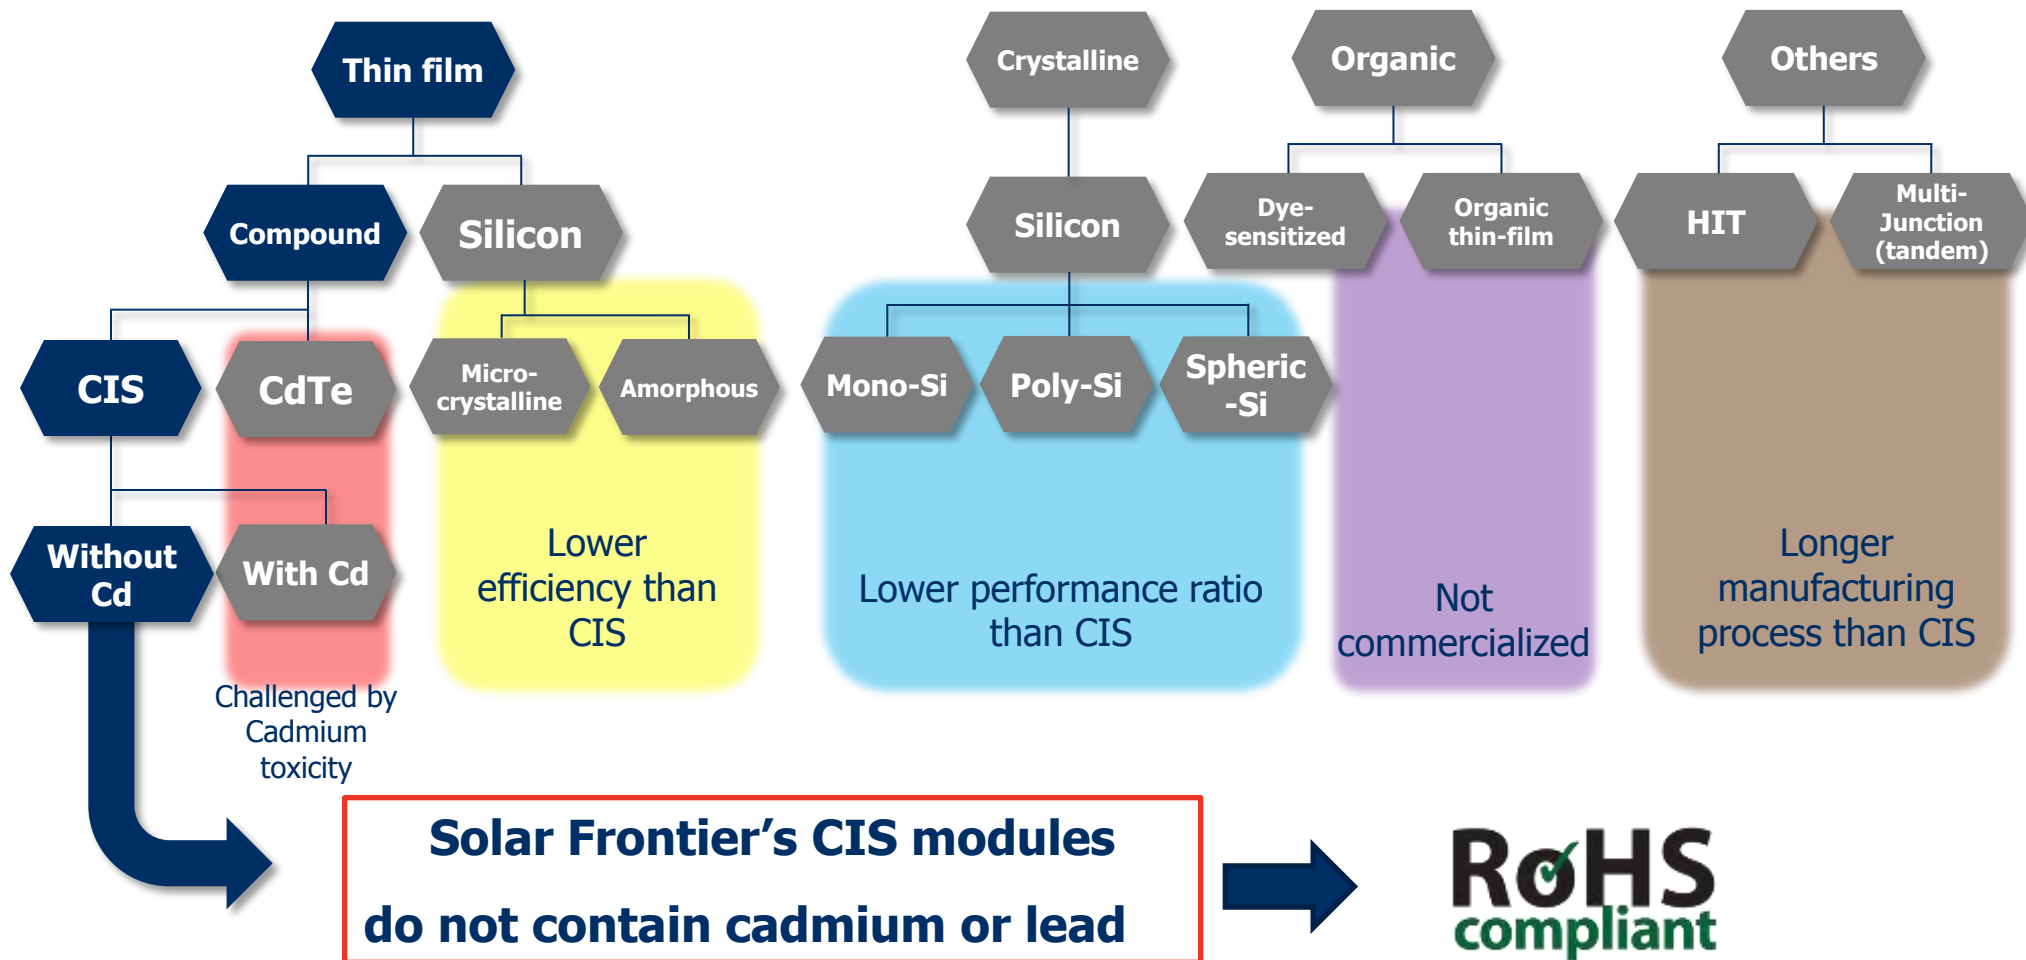 Thin film
Crystalline
Organic
Others
Compound
Silicon
Silicon
Dye-
sensitized
Organic
thin-film
HIT
Multi-
Junction
(tandem)
CIS
CdTe
Micro-
crystalline
Amorphous
Mono-Si
Poly-Si
Spheric
-Si
Without
Cd
With Cd
Lower
efficiency than
CIS
Lower performance ratio
than CIS
Not
commercialized
Longer
manufacturing
process than CIS
Challenged by
Cadmium
toxicity
Solar Frontier’s CIS modules
do not contain cadmium or lead
RoHS
compliant